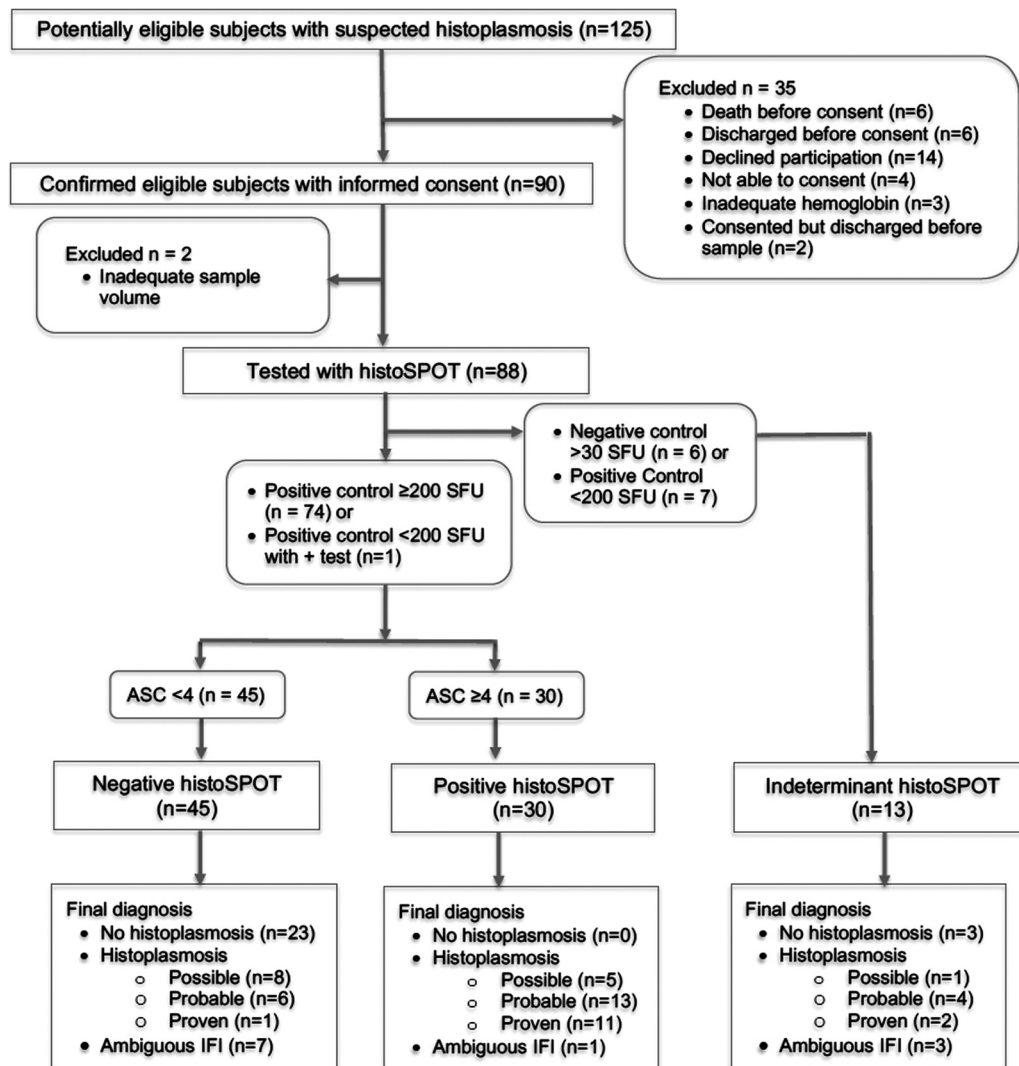 Potentially eligible subjects with suspected histoplasmosis (n=125)
Excluded n = 35
• Death before consent (n=6)
• Discharged before consent (n=6)
• Declined participation (n=14)
• Not able to consent (n=4)
• Inadequate hemoglobin (n=3)
• Consented but discharged before
sample (n=2)
Confirmed eligible subjects with informed consent (n=90)
Excluded n = 2
• Inadequate sample
volume
Tested with histoSPOT (n=88)
• Negative control
>30 SFU (n = 6) or
• Positive Control
<200 SFU (n = 7)
• Positive control ≥200 SFU
(n = 74) or
• Positive control <200 SFU
with + test (n=1)
ASC <4 (n = 45)
ASC ≥4 (n = 30)
Negative histoSPOT
(n=45)
Positive histoSPOT
(n=30)
Indeterminant histoSPOT
(n=13)
Final diagnosis
• No histoplasmosis (n=23)
• Histoplasmosis
○ Possible (n=8)
○ Probable (n=6)
○ Proven (n=1)
• Ambiguous IFI (n=7)
Final diagnosis
• No histoplasmosis (n=0)
• Histoplasmosis
○ Possible (n=5)
○ Probable (n=13)
○ Proven (n=11)
• Ambiguous IFI (n=1)
Final diagnosis
• No histoplasmosis (n=3)
• Histoplasmosis
○ Possible (n=1)
○ Probable (n=4)
○ Proven (n=2)
• Ambiguous IFI (n=3)